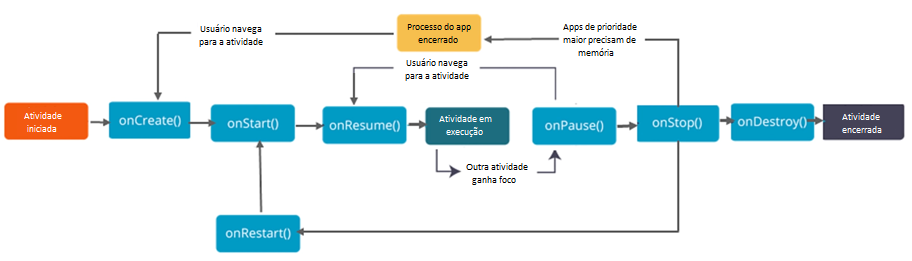 Usuário navega
para a atividade
Processo do app
encerrado
Apps de prioridade
maior precisam de
memória
Usuário navega
para a atividade
Atividade
iniciada
onCreate()
onStart()
onResume()
Atividade em
execução
onPause()
onStop()
onDestroy()
Atividade
encerrada
Outra atividade
ganha foco
onRestart()